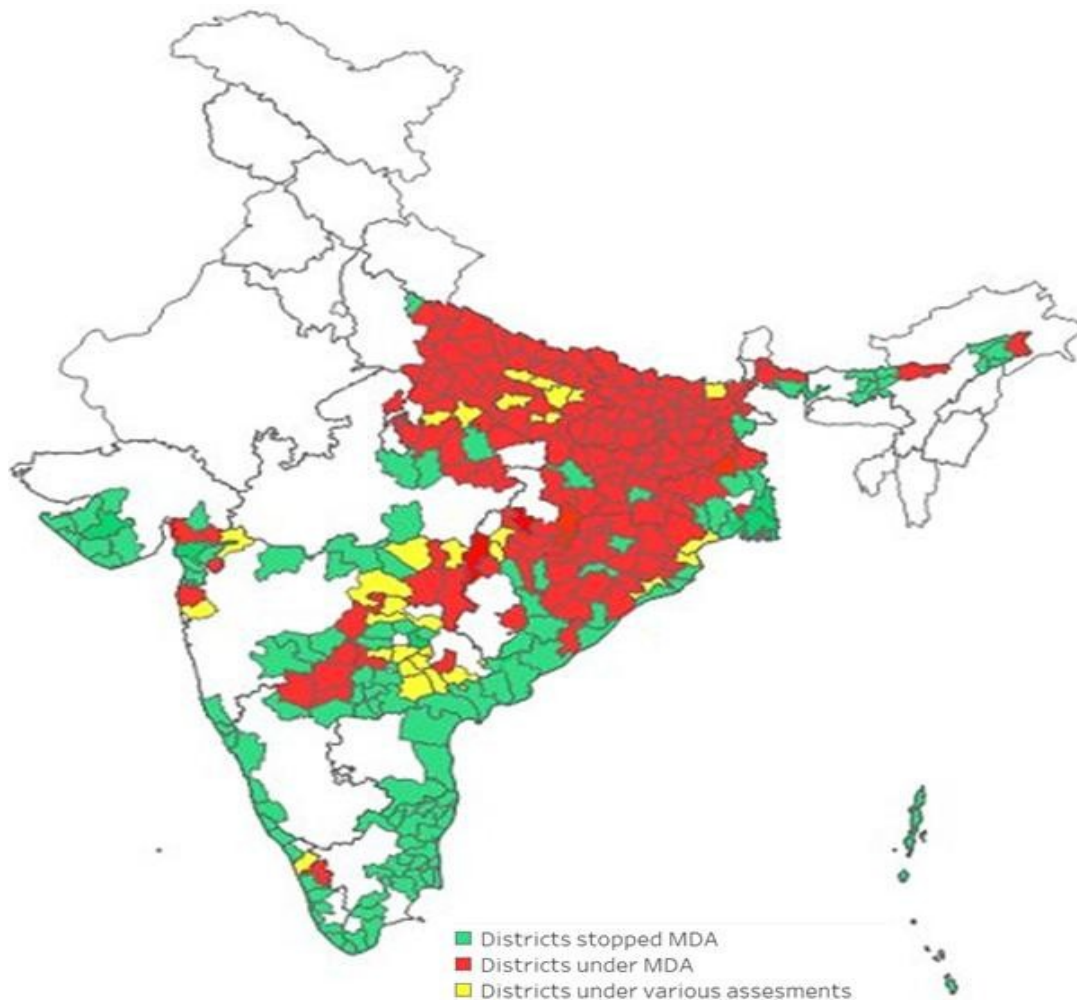 Districts stopped MDA
Districts under MDA
Districts under various assesments